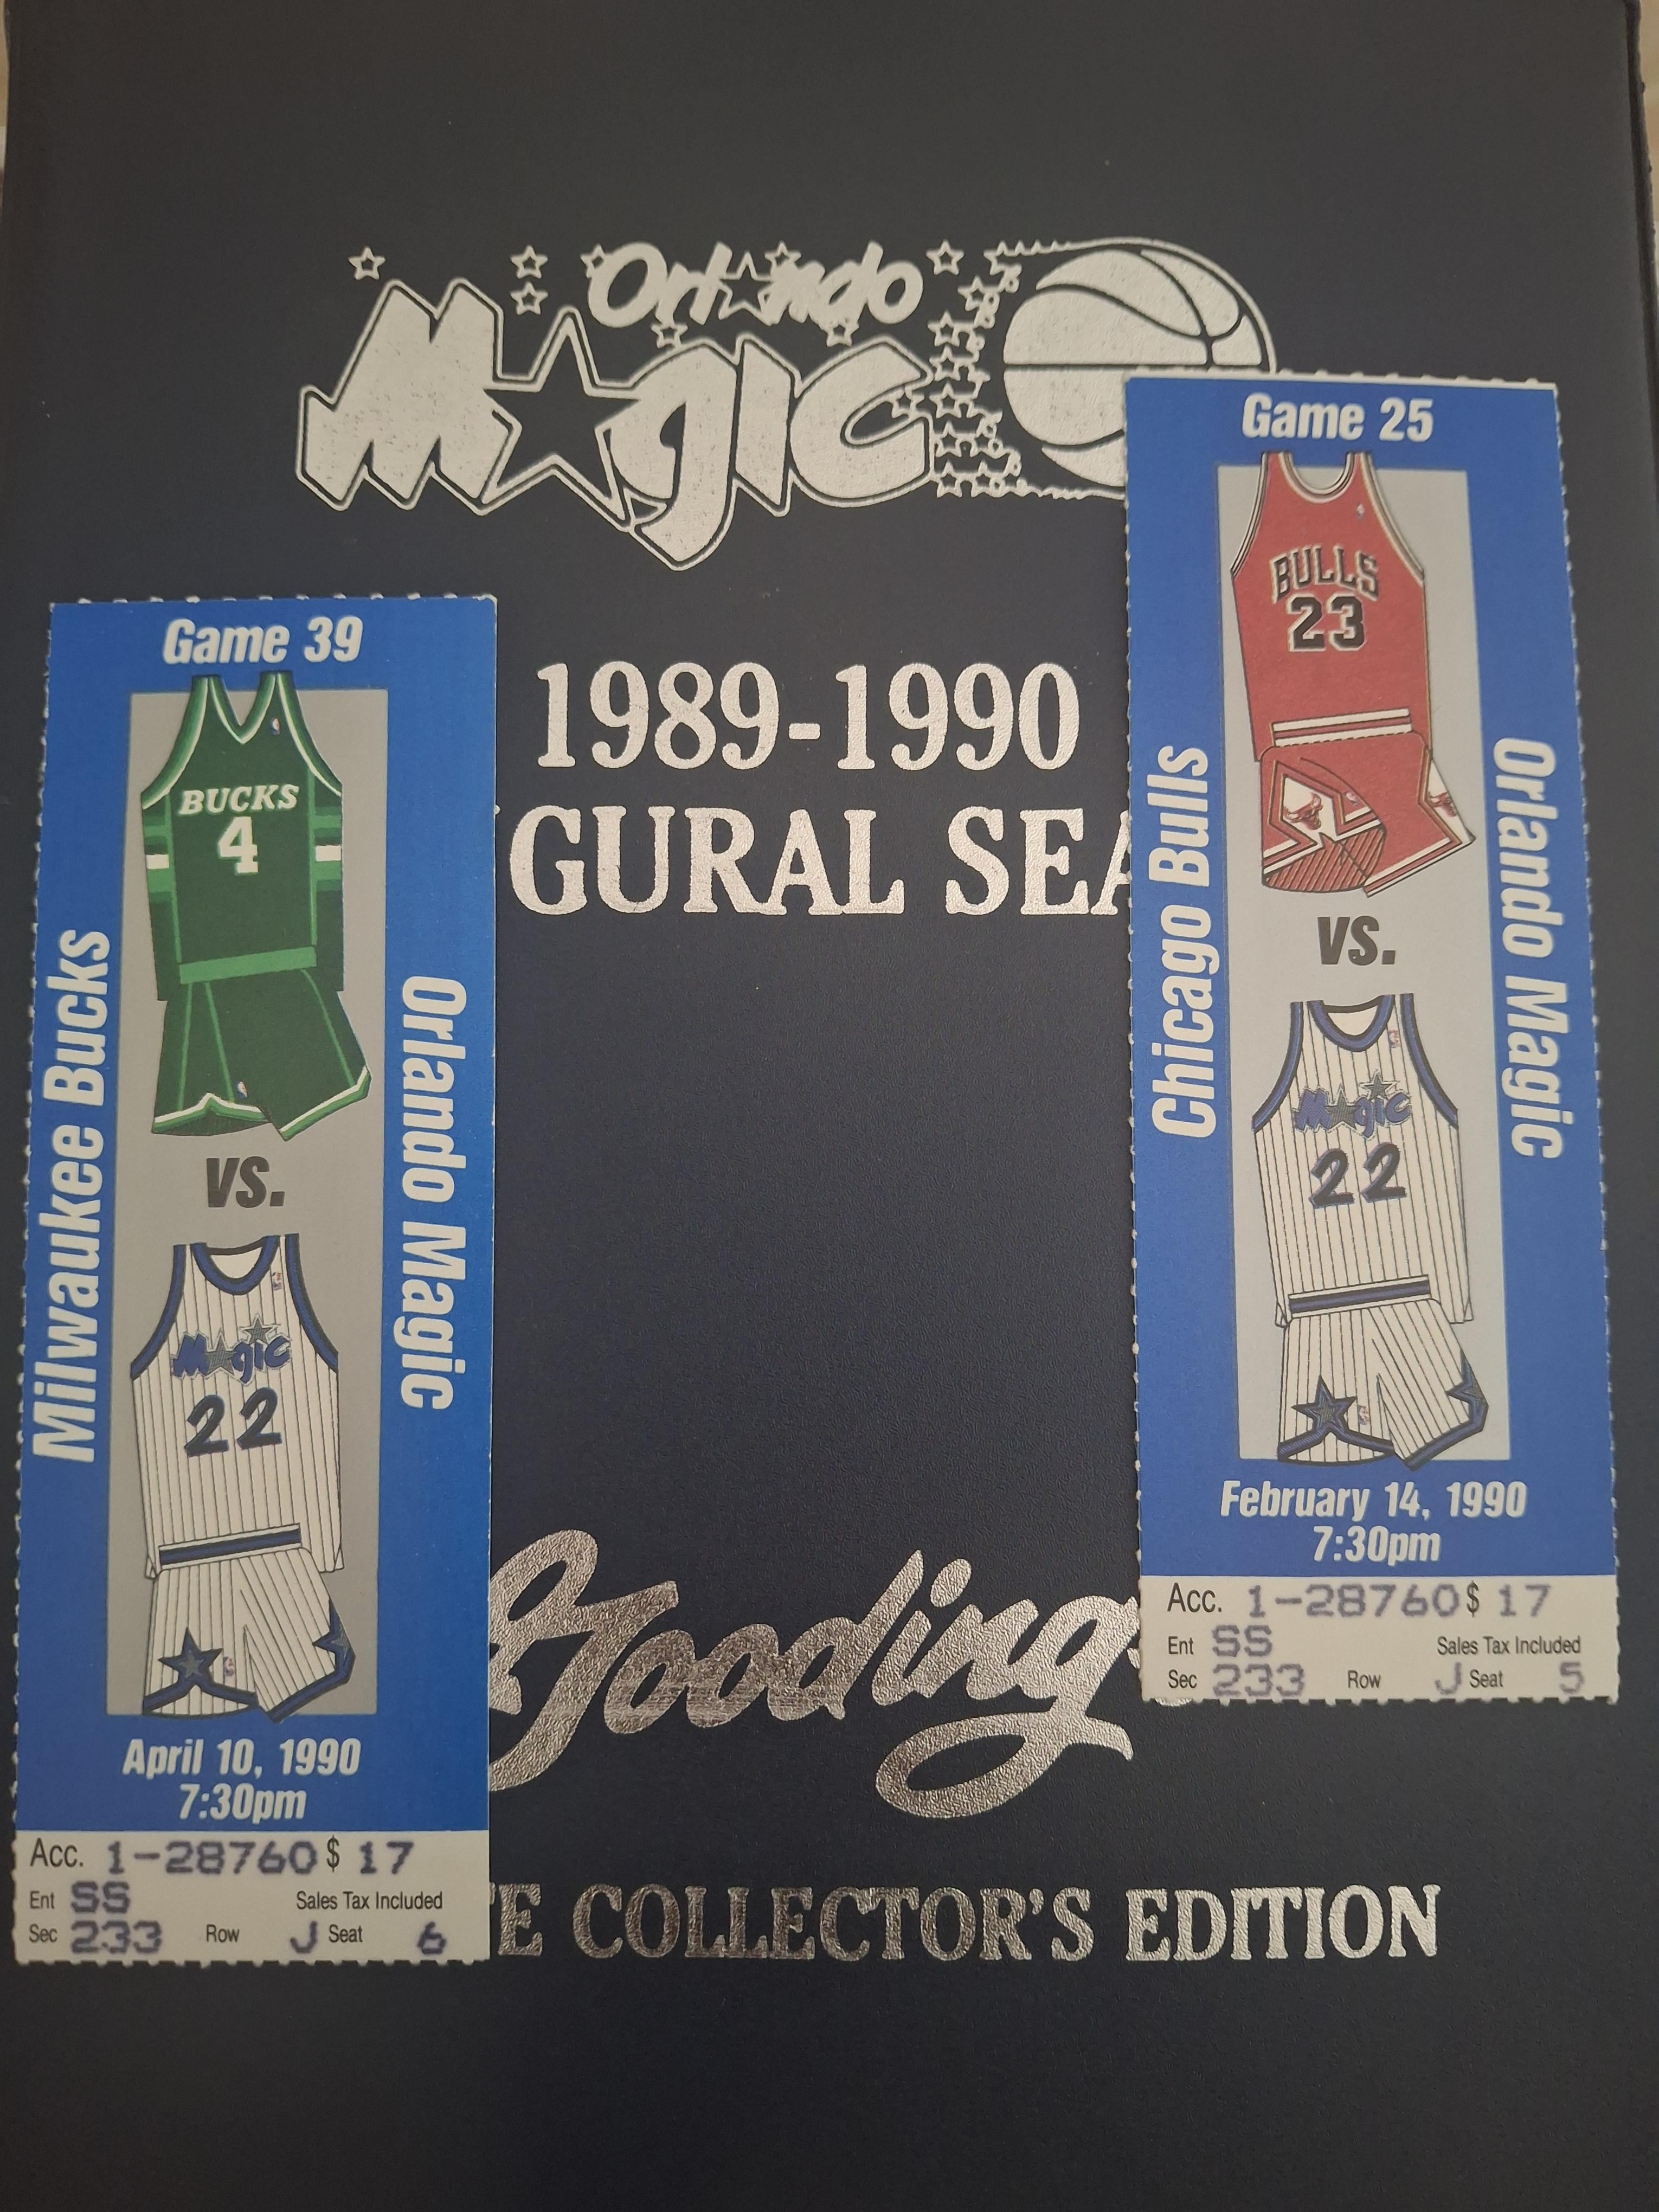 Orlando
Magic
1989-1990
GURAL SEA
Gooding
E COLLECTOR'S EDITION
Game 39
BUCKS
4
Milwaukee Bucks
vs.
Orlando Magic
Magic
22
April 10, 1990
7:30pm
Acc. 1-28760 $ 17
Ent SS Sales Tax Included
Sec 233 Row J Seat 6
Game 25
BULLS
23
Chicago Bulls
vs.
Orlando Magic
Magic
22
February 14, 1990
7:30pm
Acc. 1-28760 $ 17
Ent SS Sales Tax Included
Sec 233 Row J Seat 5